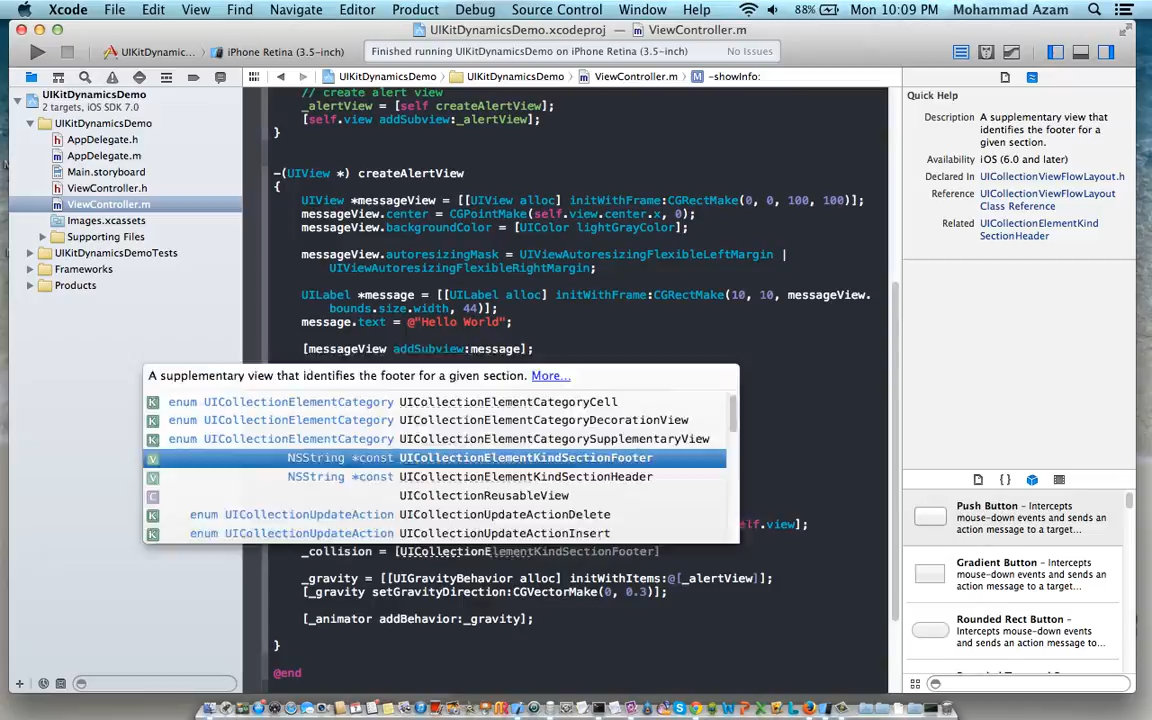 Xcode File Edit View Find Navigate Editor Product Debug Source Control Window Help 88% Mon 10:09 PM Mohammad Azam
UIKitDynamicsDemo.xcodeproj — ViewController.m
UIKitDynamic... iPhone Retina (3.5-inch) Finished running UIKitDynamicsDemo on iPhone Retina (3.5-inch) No Issues
UIKitDynamicsDemo UIKitDynamicsDemo ViewController.m -showInfo:
UIKitDynamicsDemo
2 targets, iOS SDK 7.0
UIKitDynamicsDemo
AppDelegate.h
AppDelegate.m
Main.storyboard
ViewController.h
ViewController.m
Images.xcassets
Supporting Files
UIKitDynamicsDemoTests
Frameworks
Products
// create alert view
_alertView = [self createAlertView];
[self.view addSubview:_alertView];
}
-(UIView *) createAlertView
{
UIView *messageView = [[UIView alloc] initWithFrame:CGRectMake(0, 0, 100, 100)];
messageView.center = CGPointMake(self.view.center.x, 0);
messageView.backgroundColor = [UIColor lightGrayColor];
messageView.autoresizingMask = UIViewAutoresizingFlexibleLeftMargin |
UIViewAutoresizingFlexibleRightMargin;
UILabel *message = [[UILabel alloc] initWithFrame:CGRectMake(10, 10, messageView.
bounds.size.width, 44)];
message.text = @"Hello World";
[messageView addSubview:message];
A supplementary view that identifies the footer for a given section. More...
K enum UICollectionElementCategory UICollectionElementCategoryCell
K enum UICollectionElementCategory UICollectionElementCategoryDecorationView
K enum UICollectionElementCategory UICollectionElementCategorySupplementaryView
V NSString *const UICollectionElementKindSectionFooter
V NSString *const UICollectionElementKindSectionHeader
C UICollectionReusableView
K enum UICollectionUpdateAction UICollectionUpdateActionDelete
K enum UICollectionUpdateAction UICollectionUpdateActionInsert
self.view];
_collision = [UICollectionElementKindSectionFooter]
_gravity = [[UIGravityBehavior alloc] initWithItems:@[_alertView]];
[_gravity setGravityDirection:CGVectorMake(0, 0.3)];
[_animator addBehavior:_gravity];
}
@end
Quick Help
Description A supplementary view that
identifies the footer for a
given section.
Availability iOS (6.0 and later)
Declared In UICollectionViewFlowLayout.h
Reference UICollectionViewFlowLayout
Class Reference
Related UICollectionElementKind
SectionHeader
Push Button – Intercepts
mouse-down events and sends an
action message to a target...
Gradient Button – Intercepts
mouse-down events and sends an
action message to a target...
Rounded Rect Button –
Intercepts mouse-down events
and sends an action message to...